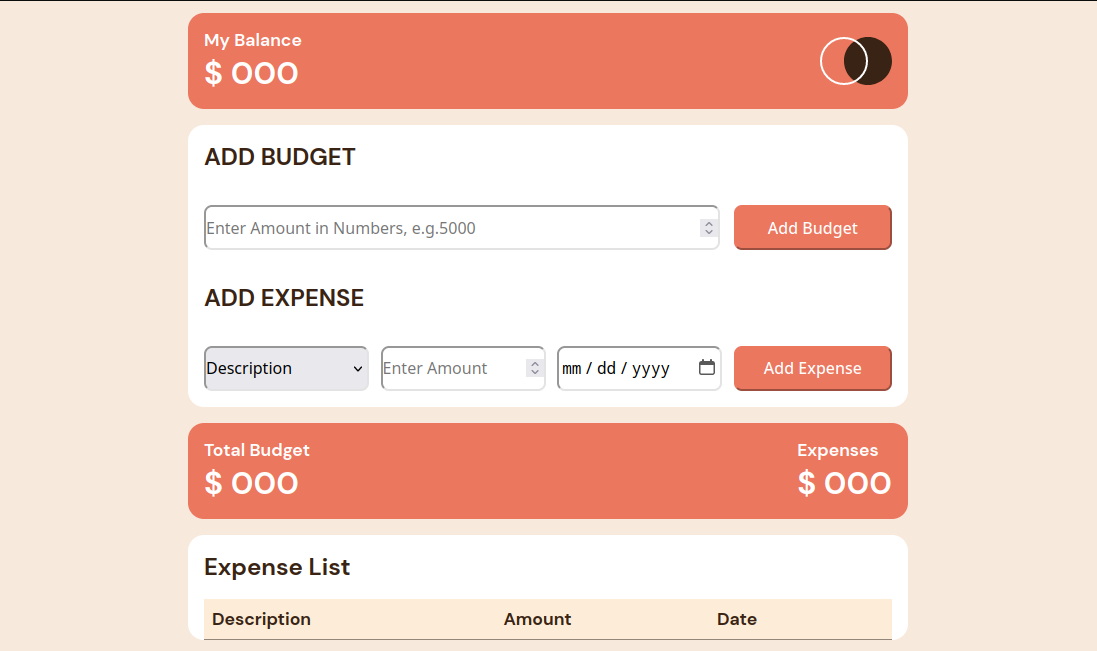 My Balance
$ 000
ADD BUDGET
Enter Amount in Numbers, e.g.5000
Add Budget
ADD EXPENSE
Description
Enter Amount
mm / dd / yyyy
Add Expense
Total Budget
Expenses
$ 000
$ 000
Expense List
Description Amount Date